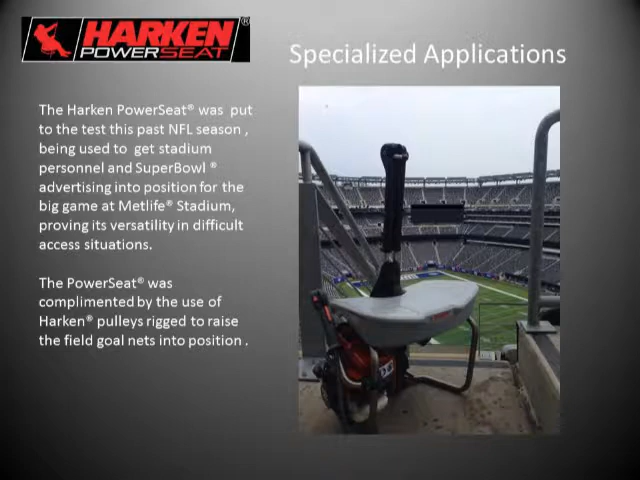 HARKEN®
POWERSEAT
Specialized Applications
The Harken PowerSeat® was put
to the test this past NFL season ,
being used to get stadium
personnel and SuperBowl ®
advertising into position for the
big game at Metlife® Stadium,
proving its versatility in difficult
access situations.
The PowerSeat® was
complimented by the use of
Harken® pulleys rigged to raise
the field goal nets into position .